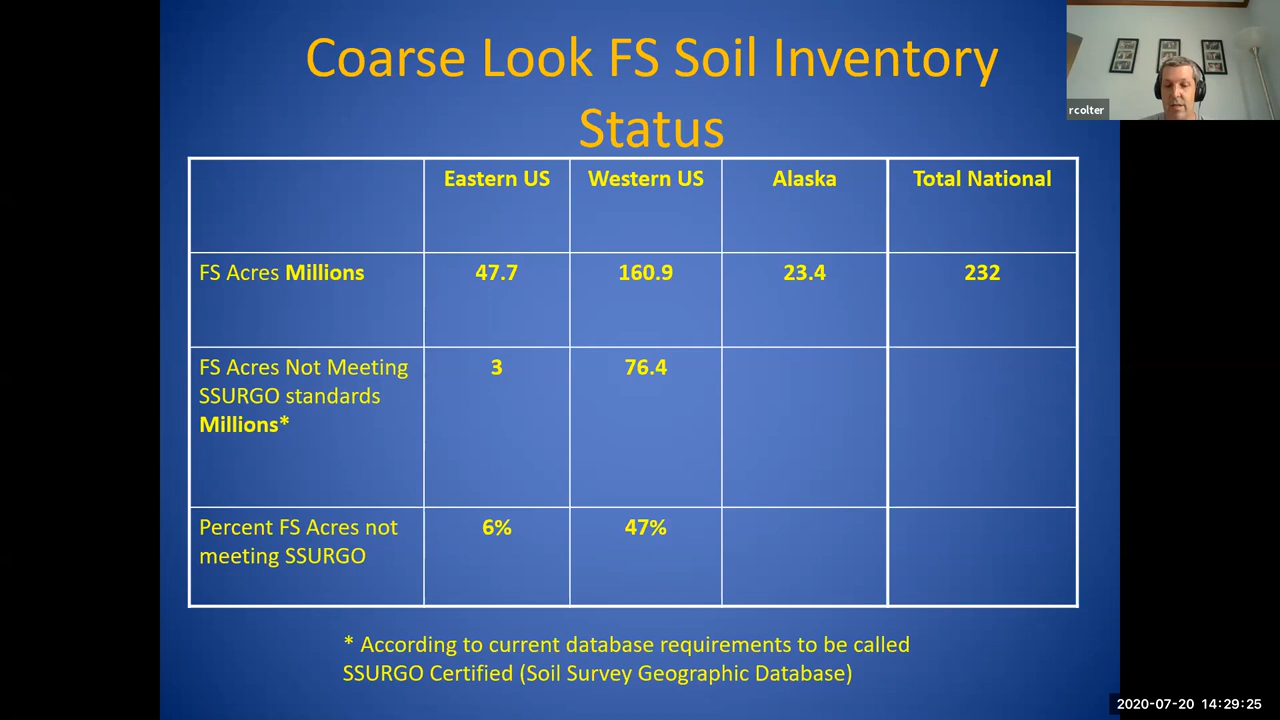 Coarse Look FS Soil Inventory
Status
rcolter
Eastern US Western US Alaska Total National
FS Acres Millions 47.7 160.9 23.4 232
FS Acres Not Meeting 3 76.4
SSURGO standards
Millions*
Percent FS Acres not 6% 47%
meeting SSURGO
* According to current database requirements to be called
SSURGO Certified (Soil Survey Geographic Database)
2020-07-20 14:29:25